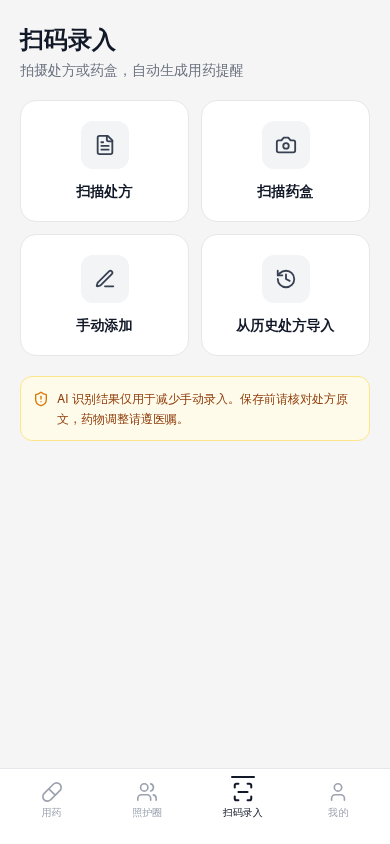 扫码录入
拍摄处方或药盒，自动生成用药提醒
扫描处方
扫描药盒
手动添加
从历史处方导入
AI 识别结果仅用于减少手动录入。保存前请核对处方原
文，药物调整请遵医嘱。
用药
照护圈
扫码录入
我的